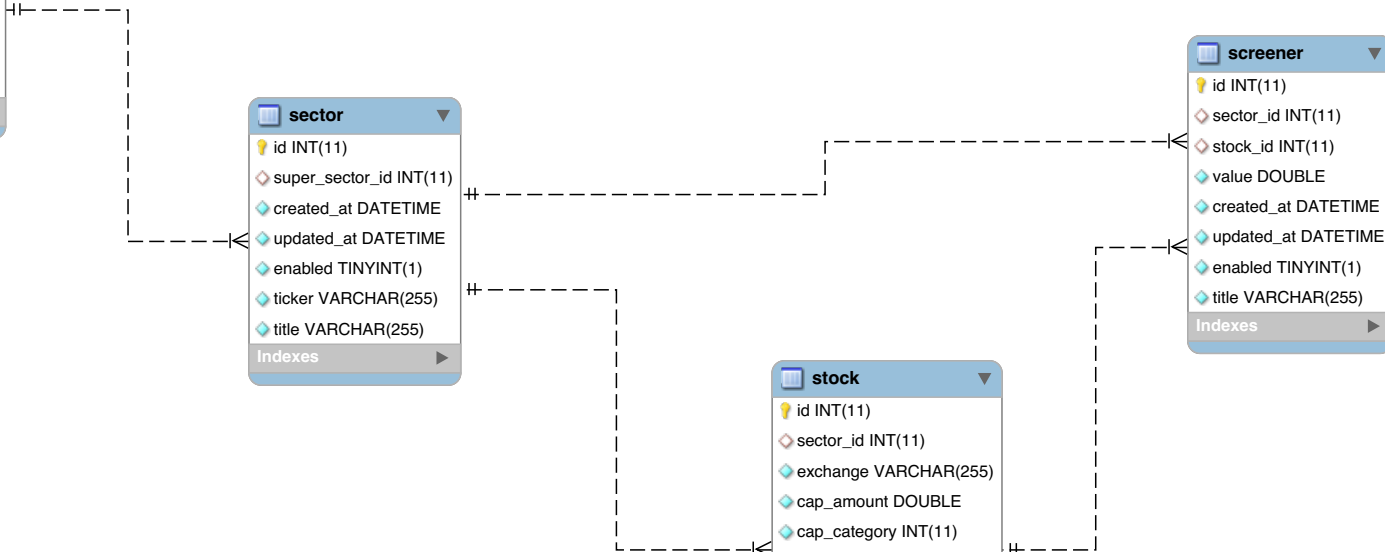 sector
id INT(11)
super_sector_id INT(11)
created_at DATETIME
updated_at DATETIME
enabled TINYINT(1)
ticker VARCHAR(255)
title VARCHAR(255)
Indexes
screener
id INT(11)
sector_id INT(11)
stock_id INT(11)
value DOUBLE
created_at DATETIME
updated_at DATETIME
enabled TINYINT(1)
title VARCHAR(255)
Indexes
stock
id INT(11)
sector_id INT(11)
exchange VARCHAR(255)
cap_amount DOUBLE
cap_category INT(11)